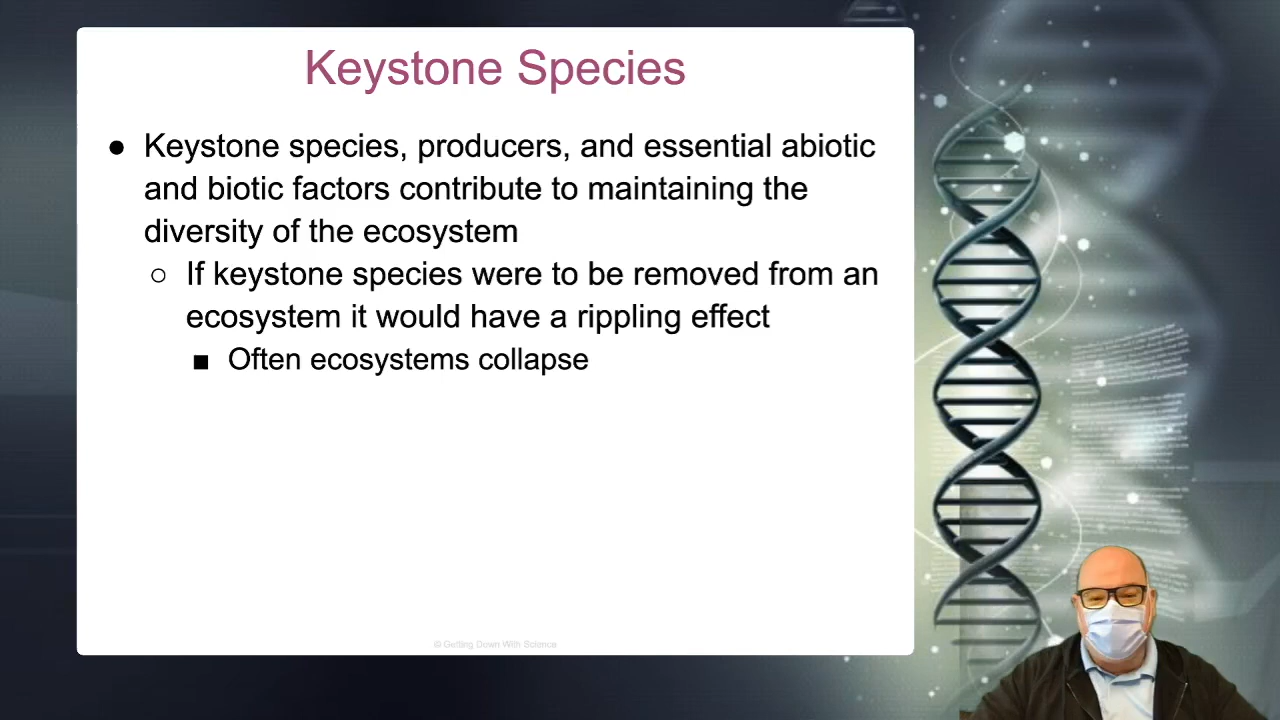 Keystone Species
● Keystone species, producers, and essential abiotic
and biotic factors contribute to maintaining the
diversity of the ecosystem
○ If keystone species were to be removed from an
ecosystem it would have a rippling effect
■ Often ecosystems collapse
© Getting Down With Science